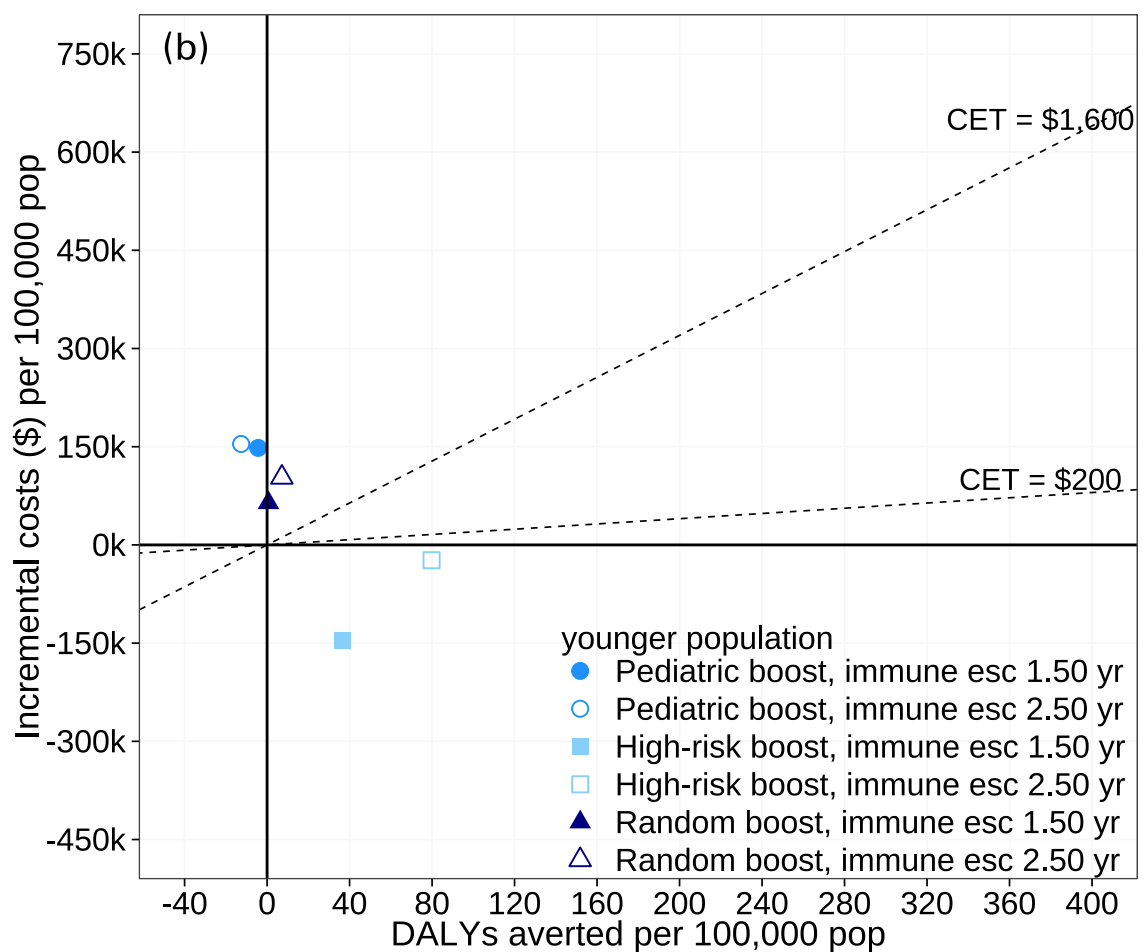 (b)
750k
600k
450k
300k
150k
0k
-150k
-300k
-450k
Incremental costs ($) per 100,000 pop
CET = $1,600
CET = $200
younger population
Pediatric boost, immune esc 1.50 yr
Pediatric boost, immune esc 2.50 yr
High-risk boost, immune esc 1.50 yr
High-risk boost, immune esc 2.50 yr
Random boost, immune esc 1.50 yr
Random boost, immune esc 2.50 yr
-40 0 40 80 120 160 200 240 280 320 360 400
DALYs averted per 100,000 pop